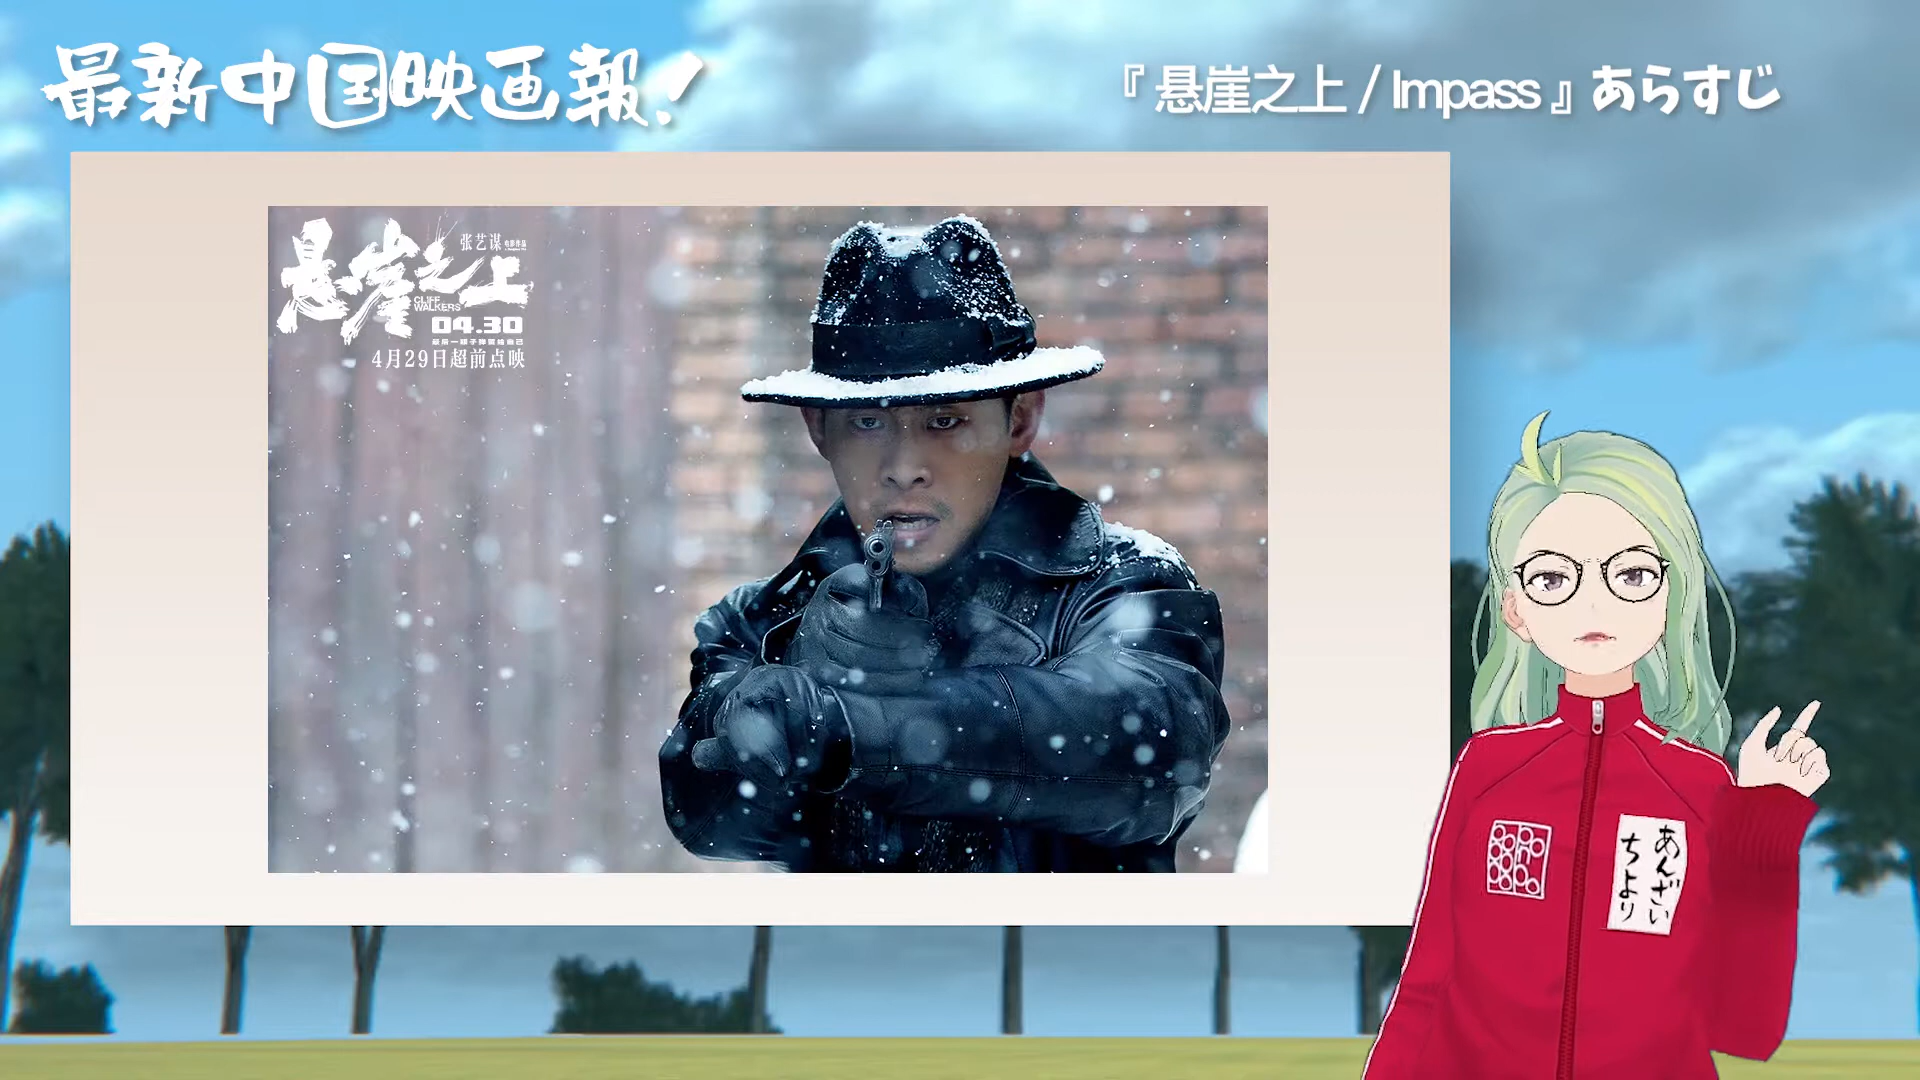 最新中国映画報!
『悬崖之上 / Impass』あらすじ
悬崖之上
张艺谋
CLIFF WALKERS
04.30
4月29日超前点映
あんざい
ちより